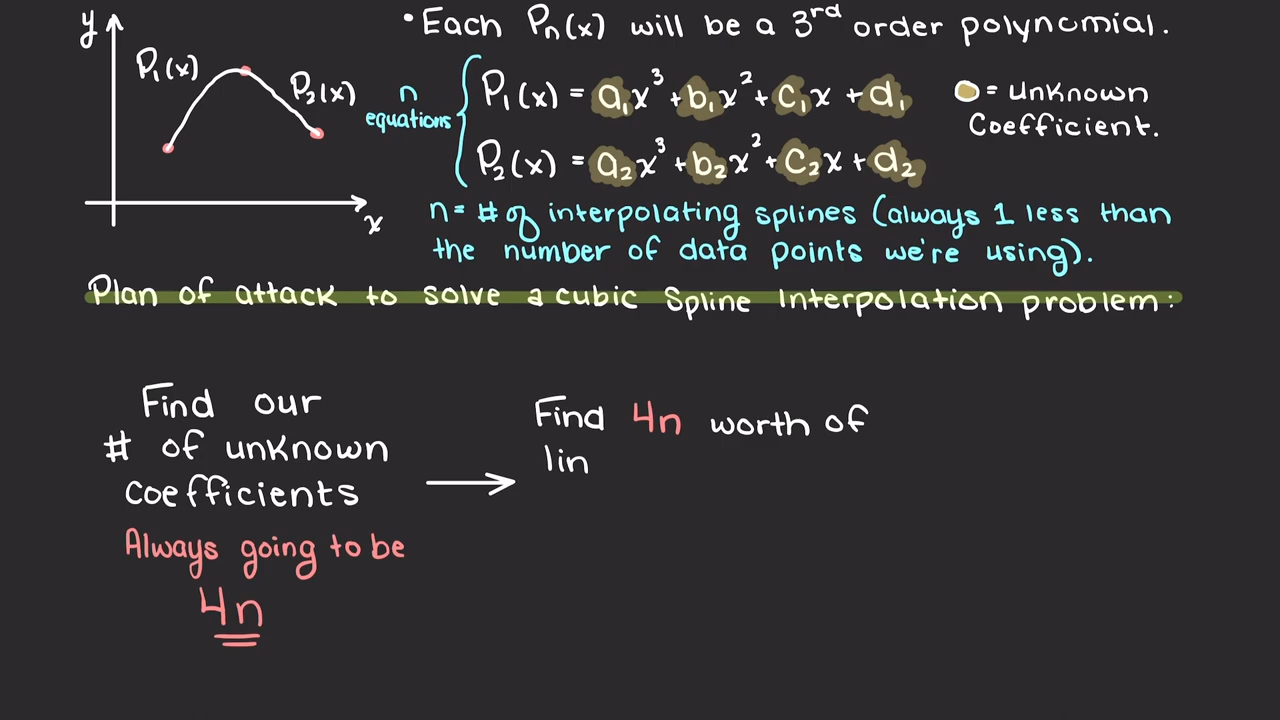 y
• Each Pn(x) will be a 3rd order polynomial.
P1(x)
P2(x)
n
equations
P1(x) = a1x³ + b1x² + c1x + d1
= unknown
Coefficient.
P2(x) = a2x³ + b2x² + c2x + d2
x
n = # of interpolating splines (always 1 less than
the number of data points we're using).
Plan of attack to solve a cubic Spline Interpolation problem:
Find our
# of unknown
coefficients
Always going to be
4n
Find 4n worth of
lin